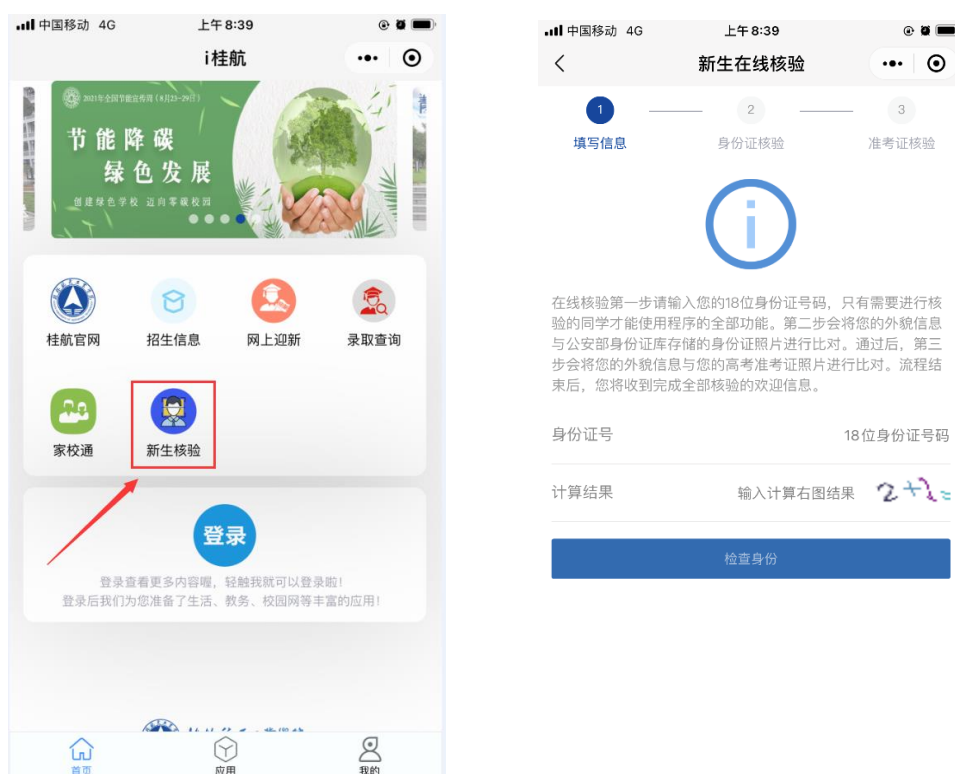 中国移动 4G 上午8:39
i桂航
2021年全国节能宣传周（8月23-29日）
节能降碳
绿色发展
创建绿色学校 迈向零碳校园
桂航官网 招生信息 网上迎新 录取查询
家校通 新生核验
登录
登录查看更多内容喔，轻触我就可以登录啦！
登录后我们为您准备了生活、教务、校园网等丰富的应用！
首页 应用 我的
中国移动 4G 上午8:39
新生在线核验
1 2 3
填写信息 身份证核验 准考证核验
i
在线核验第一步请输入您的18位身份证号码，只有需要进行核
验的同学才能使用程序的全部功能。第二步会将您的外貌信息
与公安部身份证库存储的身份证照片进行比对。通过后，第三
步会将您的外貌信息与您的高考准考证照片进行比对。流程结
束后，您将收到完成全部核验的欢迎信息。
身份证号 18位身份证号码
计算结果 输入计算右图结果 2+2=
检查身份